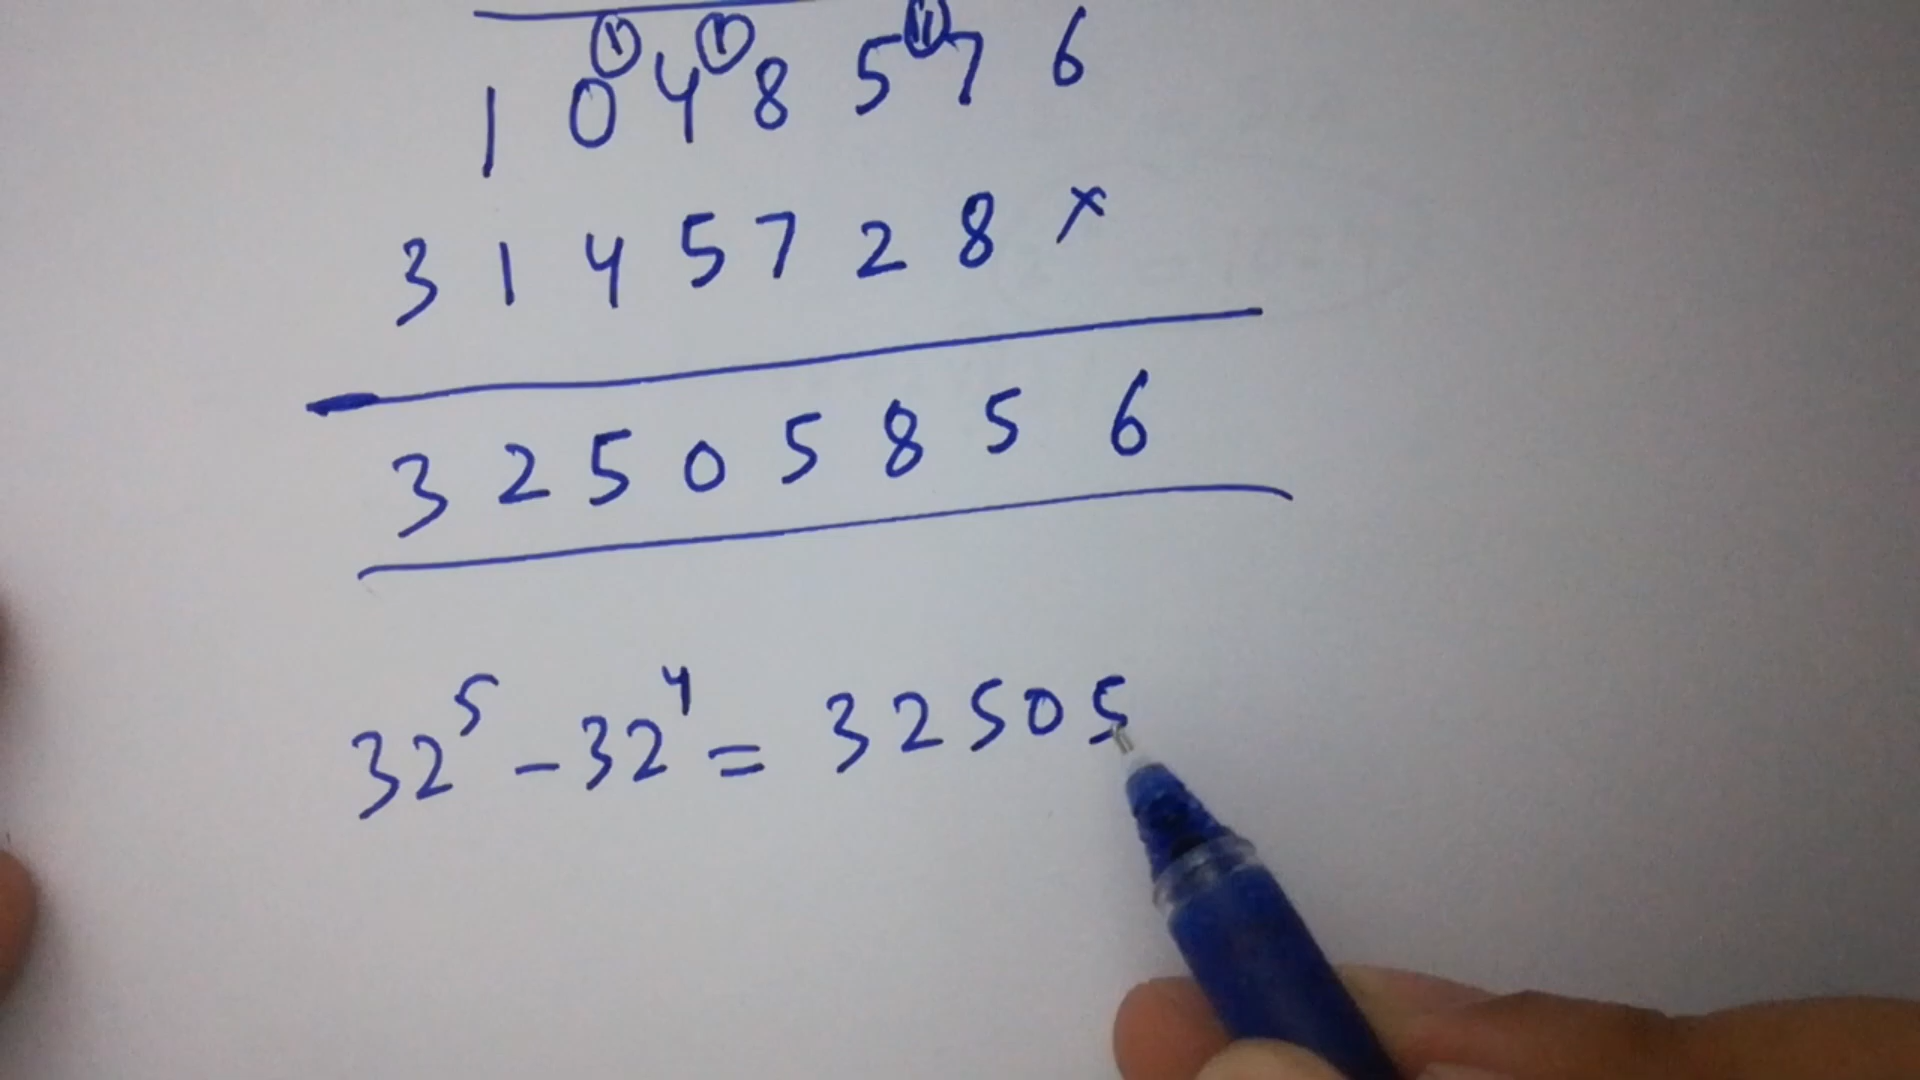 1 0 4 8 5 7 6
3 1 4 5 7 2 8 ×
3 2 5 0 5 8 5 6
32⁵ - 32⁴ = 32505